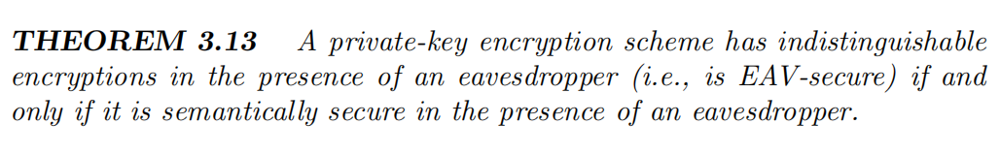 THEOREM 3.13 A private-key encryption scheme has indistinguishable
encryptions in the presence of an eavesdropper (i.e., is EAV-secure) if and
only if it is semantically secure in the presence of an eavesdropper.